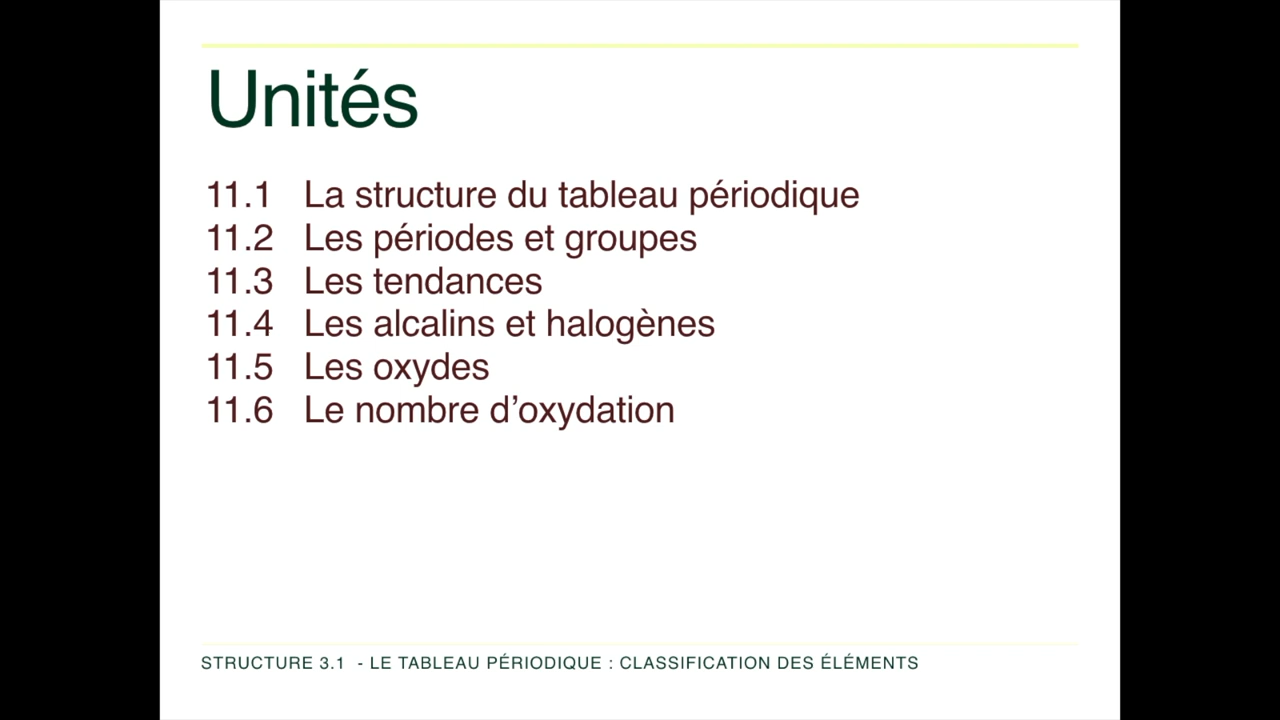 Unités
11.1 La structure du tableau périodique
11.2 Les périodes et groupes
11.3 Les tendances
11.4 Les alcalins et halogènes
11.5 Les oxydes
11.6 Le nombre d’oxydation
STRUCTURE 3.1 - LE TABLEAU PÉRIODIQUE : CLASSIFICATION DES ÉLÉMENTS